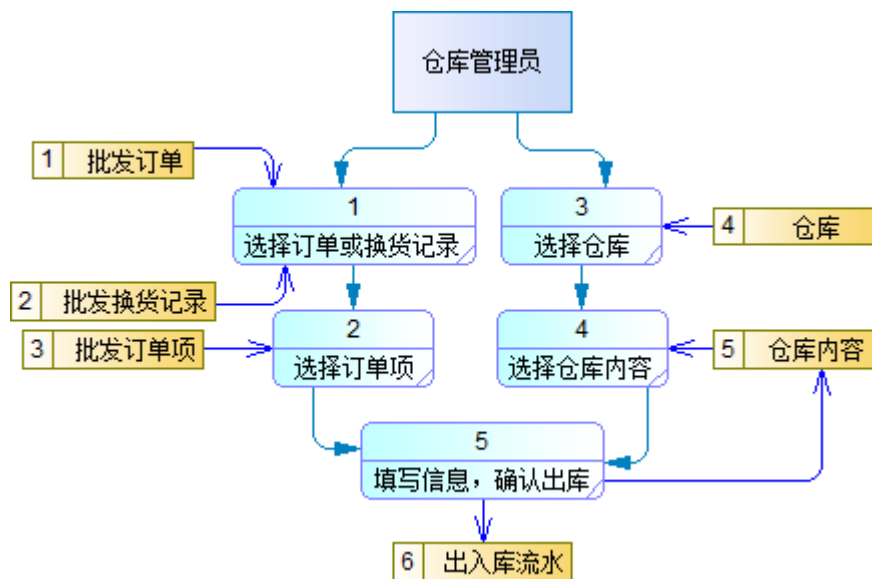 仓库管理员
1 批发订单
1
选择订单或换货记录
3
选择仓库
4 仓库
2 批发换货记录
3 批发订单项
2
选择订单项
4
选择仓库内容
5 仓库内容
5
填写信息，确认出库
6 出入库流水